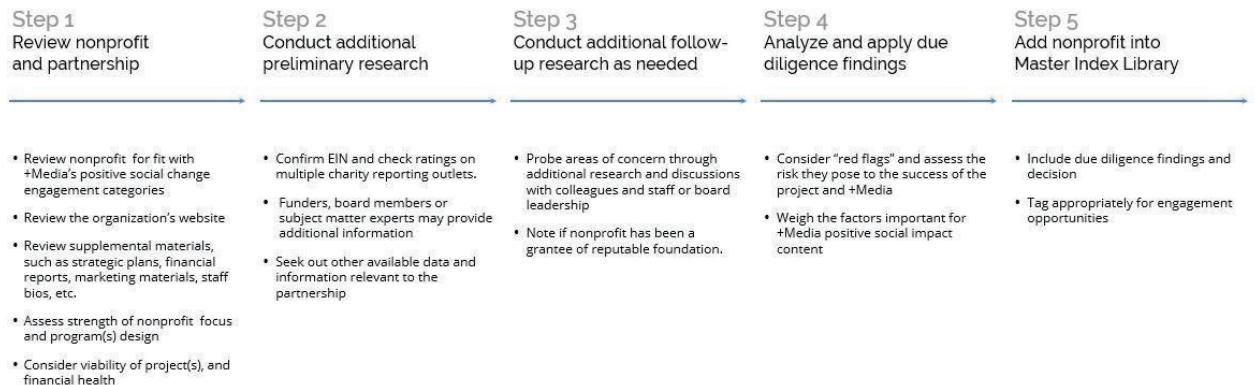 Step 1
Review nonprofit
and partnership
• Review nonprofit for fit with
+Media's positive social change
engagement categories
• Review the organization's website
• Review supplemental materials,
such as strategic plans, financial
reports, marketing materials, staff
bios, etc.
• Assess strength of nonprofit focus
and program(s) design
• Consider viability of project(s), and
financial health
Step 2
Conduct additional
preliminary research
• Confirm EIN and check ratings on
multiple charity reporting outlets.
• Funders, board members or
subject matter experts may provide
additional information
• Seek out other available data and
information relevant to the
partnership
Step 3
Conduct additional follow-
up research as needed
• Probe areas of concern through
additional research and discussions
with colleagues and staff or board
leadership
• Note if nonprofit has been a
grantee of reputable foundation.
Step 4
Analyze and apply due
diligence findings
• Consider "red flags" and assess the
risk they pose to the success of the
project and +Media
• Weigh the factors important for
+Media positive social impact
content
Step 5
Add nonprofit into
Master Index Library
• Include due diligence findings and
decision
• Tag appropriately for engagement
opportunities